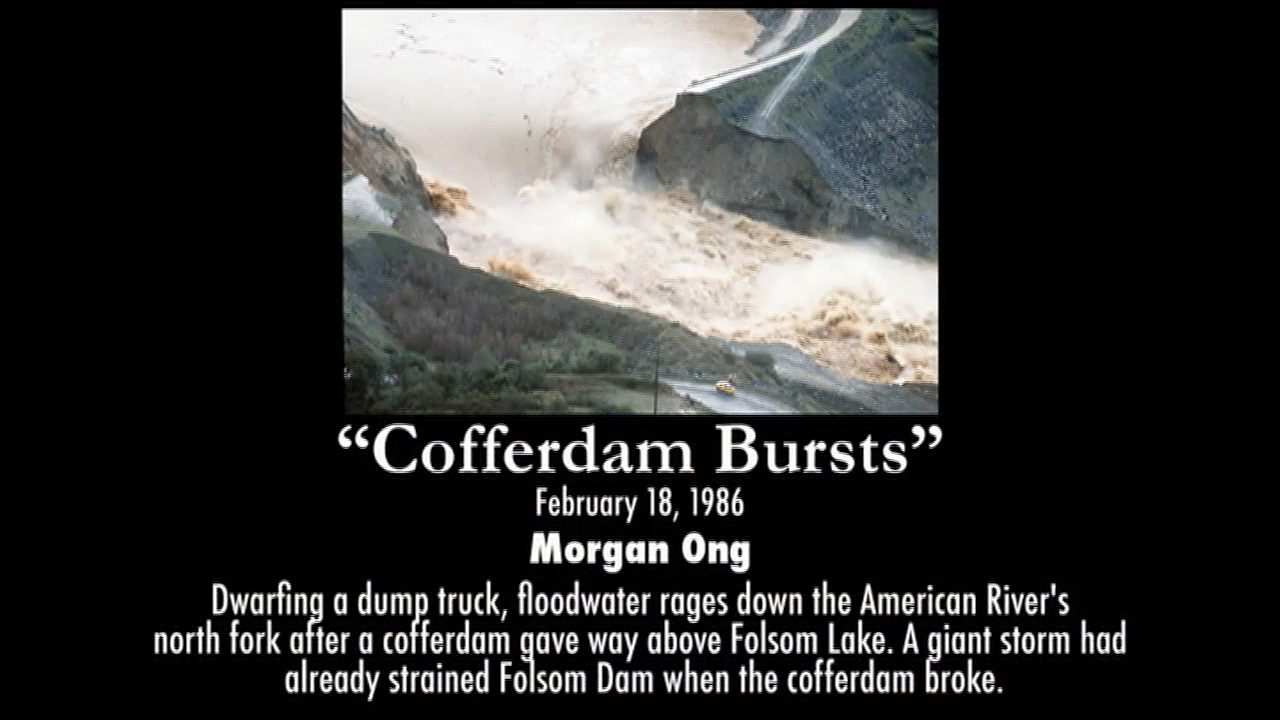 “Cofferdam Bursts”
February 18, 1986
Morgan Ong
Dwarfing a dump truck, floodwater rages down the American River's
north fork after a cofferdam gave way above Folsom Lake. A giant storm had
already strained Folsom Dam when the cofferdam broke.